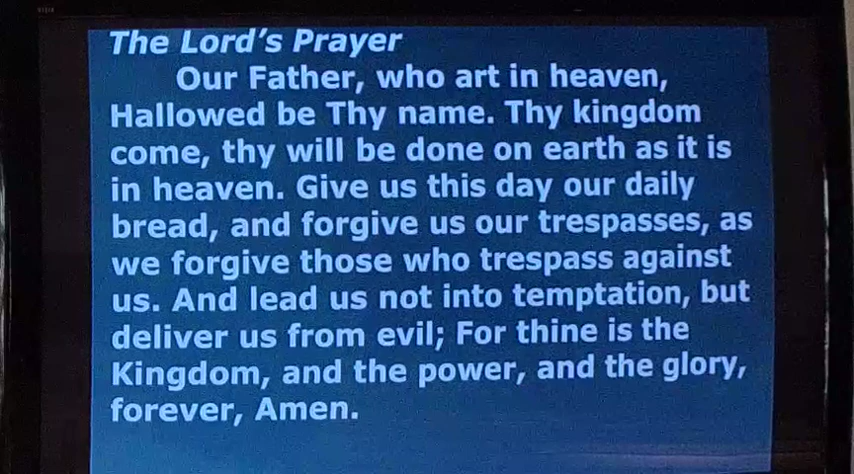 The Lord's Prayer
Our Father, who art in heaven,
Hallowed be Thy name. Thy kingdom
come, thy will be done on earth as it is
in heaven. Give us this day our daily
bread, and forgive us our trespasses, as
we forgive those who trespass against
us. And lead us not into temptation, but
deliver us from evil; For thine is the
Kingdom, and the power, and the glory,
forever, Amen.